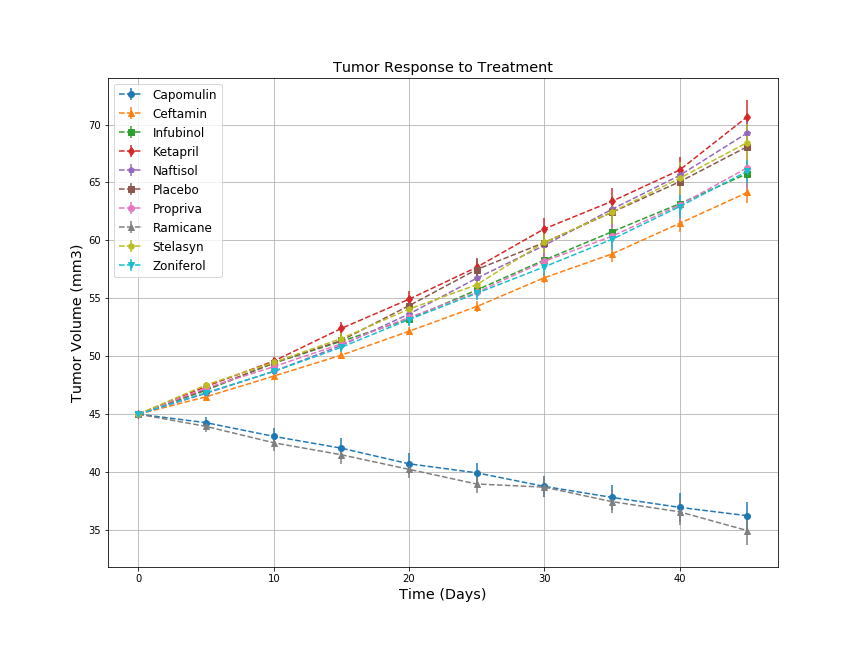 Tumor Response to Treatment
Capomulin
Ceftamin
Infubinol
Ketapril
Naftisol
Placebo
Propriva
Ramicane
Stelasyn
Zoniferol
Tumor Volume (mm3)
70
65
60
55
50
45
40
35
0 10 20 30 40
Time (Days)